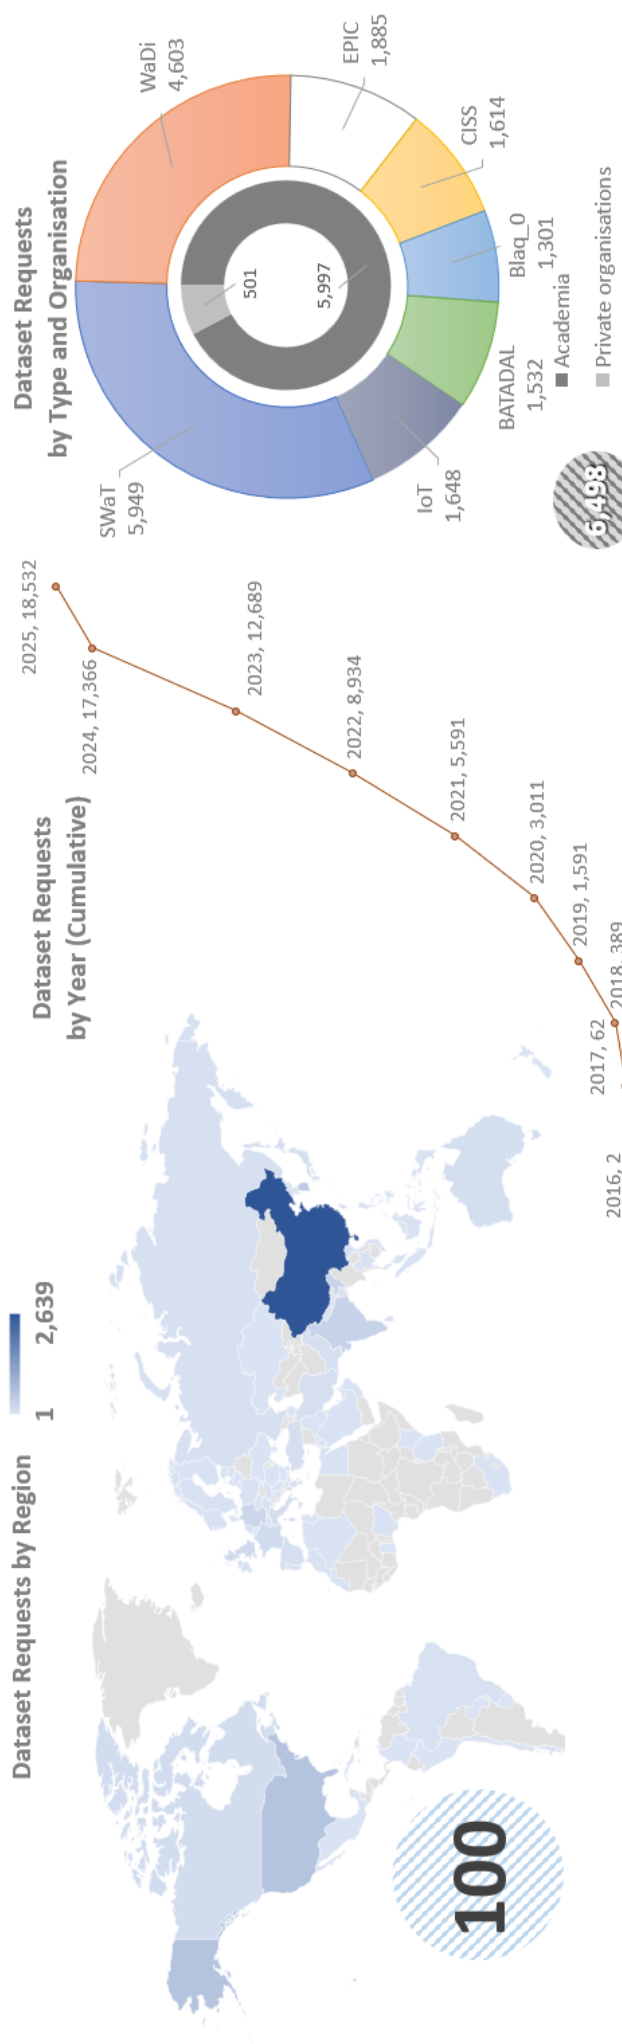 Dataset Requests by Region
1
2,639
100
Dataset Requests
by Year (Cumulative)
2016, 2
2017, 62
2018, 389
2019, 1,591
2020, 3,011
2021, 5,591
2022, 8,934
2023, 12,689
2024, 17,366
2025, 18,532
Dataset Requests
by Type and Organisation
SWaT
5,949
WaDi
4,603
EPIC
1,885
CISS
1,614
Blaq_0
1,301
BATADAL
1,532
IoT
1,648
501
5,997
Academia
Private organisations
6,498